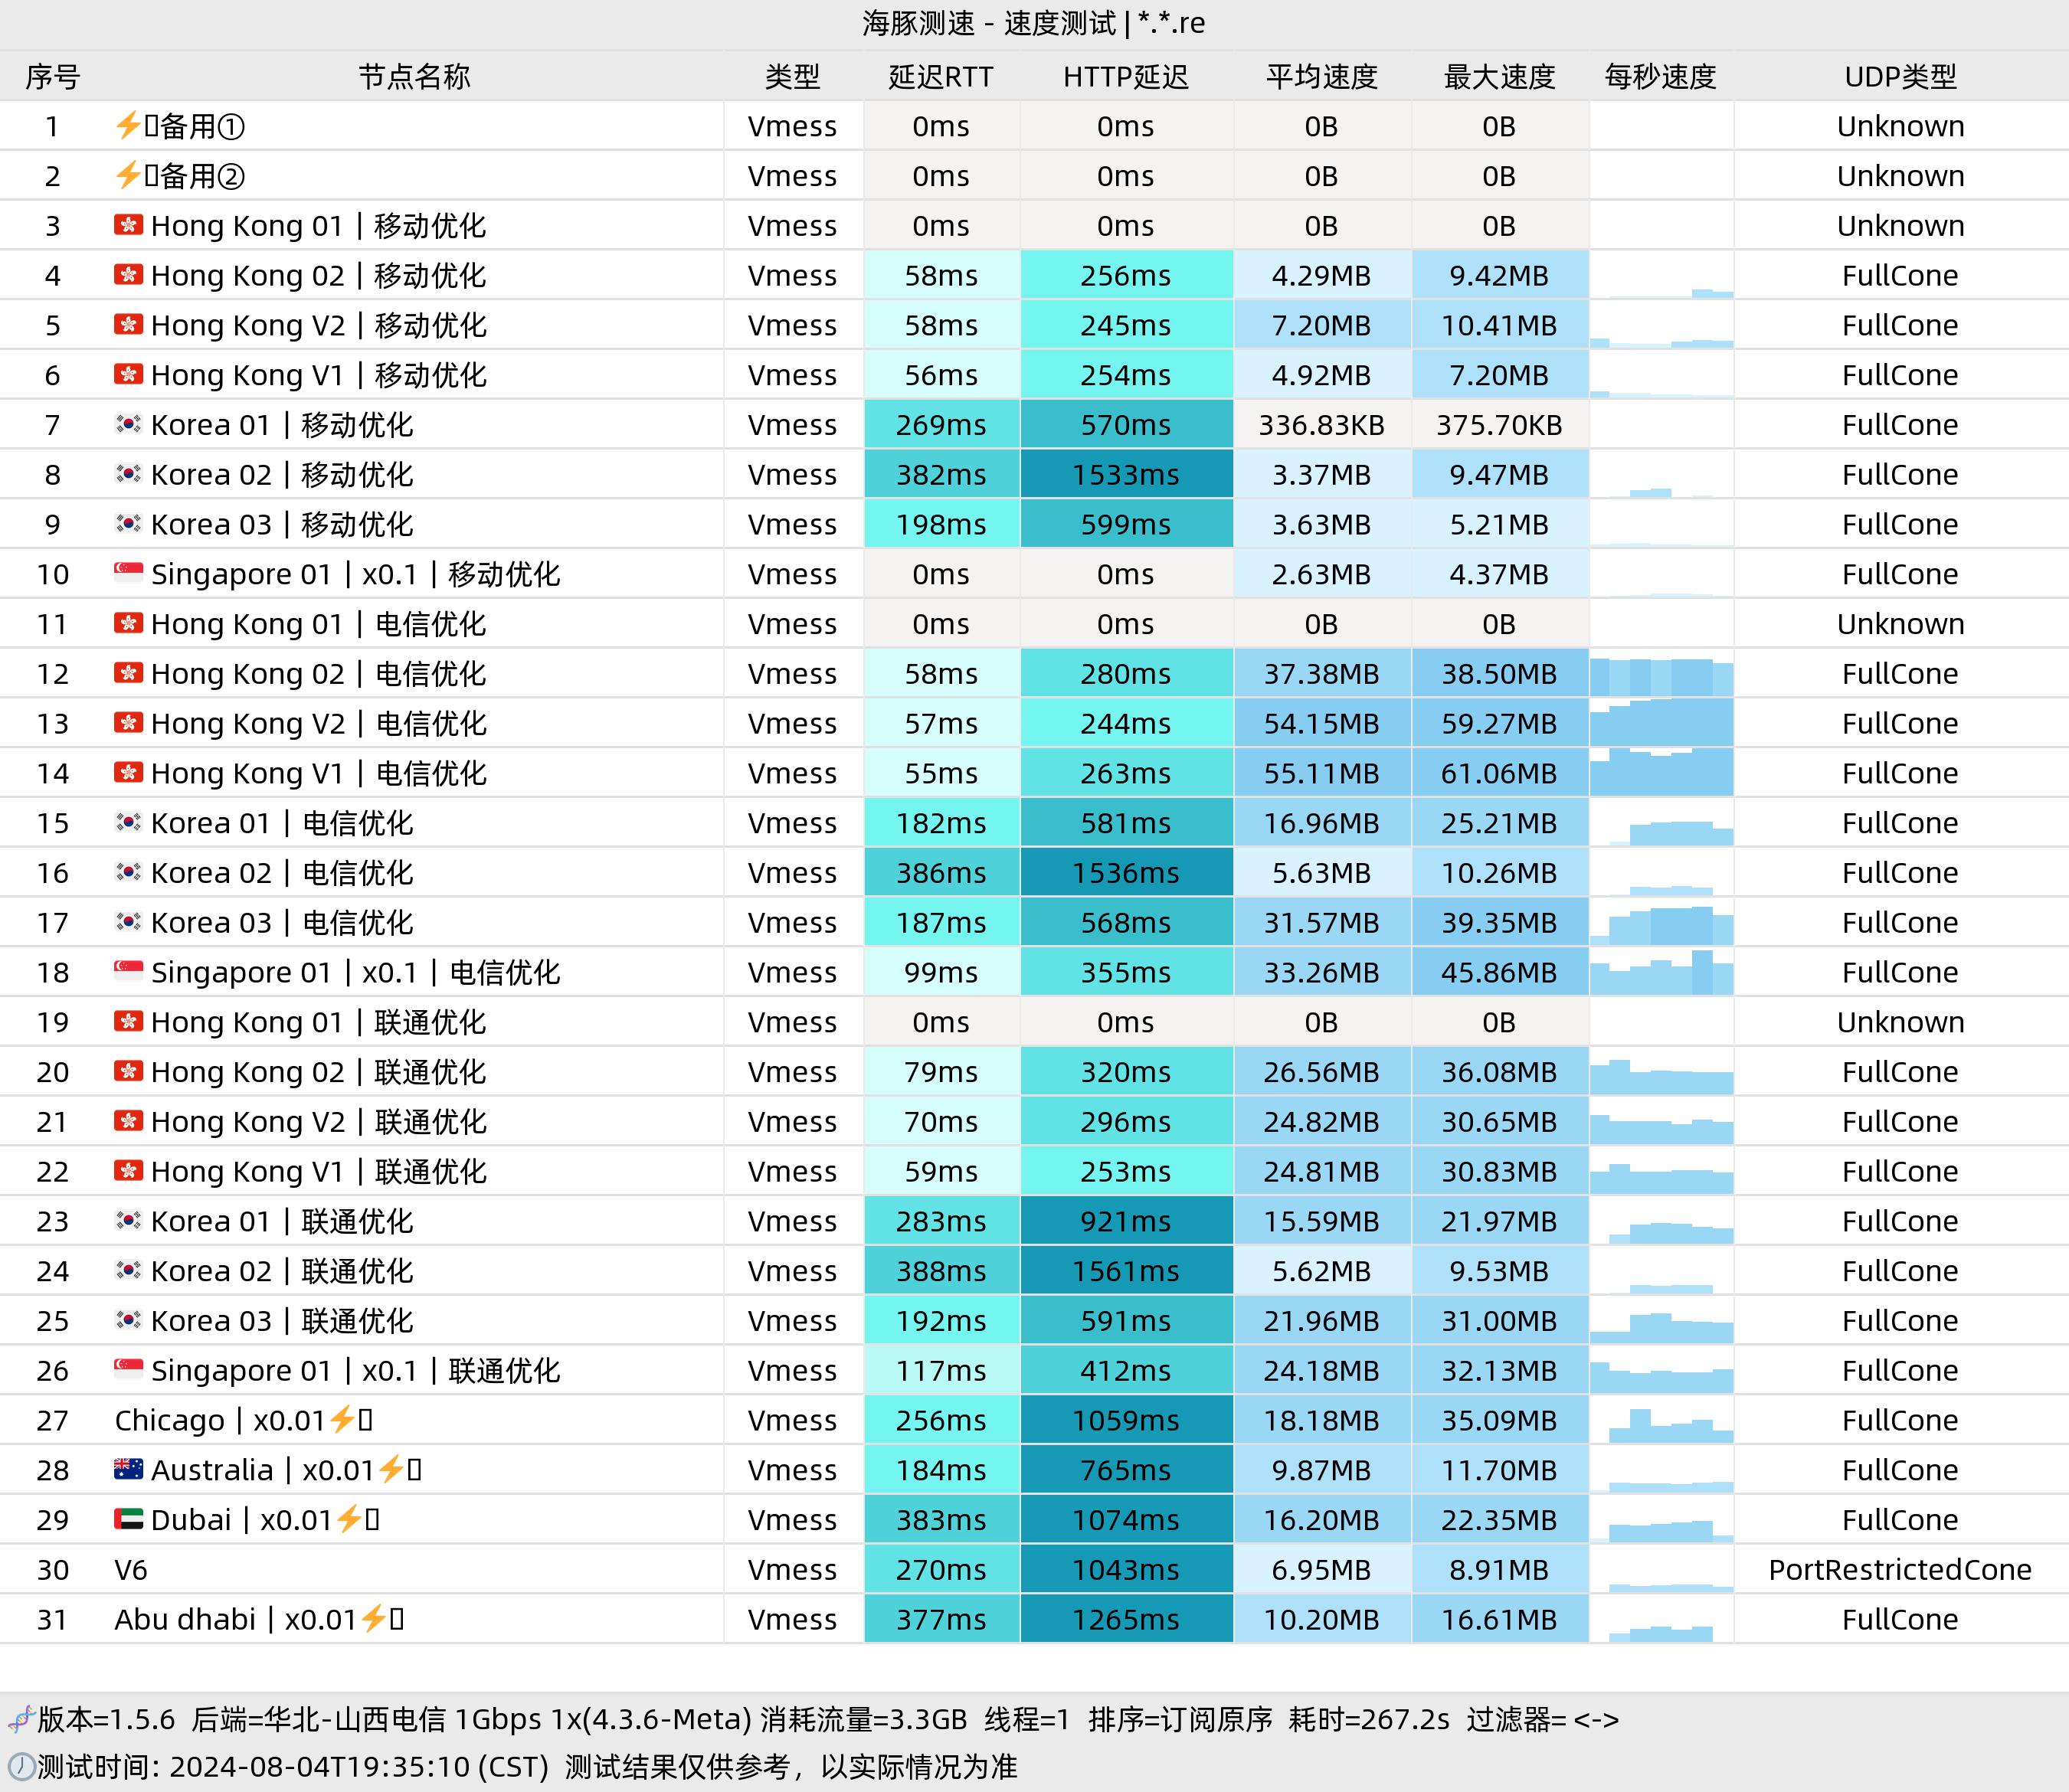 海豚测速 - 速度测试 | *.*.re
序号 节点名称 类型 延迟RTT HTTP延迟 平均速度 最大速度 每秒速度 UDP类型
1 ⚡备用① Vmess 0ms 0ms 0B 0B Unknown
2 ⚡备用② Vmess 0ms 0ms 0B 0B Unknown
3 🇭🇰 Hong Kong 01｜移动优化 Vmess 0ms 0ms 0B 0B Unknown
4 🇭🇰 Hong Kong 02｜移动优化 Vmess 58ms 256ms 4.29MB 9.42MB FullCone
5 🇭🇰 Hong Kong V2｜移动优化 Vmess 58ms 245ms 7.20MB 10.41MB FullCone
6 🇭🇰 Hong Kong V1｜移动优化 Vmess 56ms 254ms 4.92MB 7.20MB FullCone
7 🇰🇷 Korea 01｜移动优化 Vmess 269ms 570ms 336.83KB 375.70KB FullCone
8 🇰🇷 Korea 02｜移动优化 Vmess 382ms 1533ms 3.37MB 9.47MB FullCone
9 🇰🇷 Korea 03｜移动优化 Vmess 198ms 599ms 3.63MB 5.21MB FullCone
10 🇸🇬 Singapore 01｜x0.1｜移动优化 Vmess 0ms 0ms 2.63MB 4.37MB FullCone
11 🇭🇰 Hong Kong 01｜电信优化 Vmess 0ms 0ms 0B 0B Unknown
12 🇭🇰 Hong Kong 02｜电信优化 Vmess 58ms 280ms 37.38MB 38.50MB FullCone
13 🇭🇰 Hong Kong V2｜电信优化 Vmess 57ms 244ms 54.15MB 59.27MB FullCone
14 🇭🇰 Hong Kong V1｜电信优化 Vmess 55ms 263ms 55.11MB 61.06MB FullCone
15 🇰🇷 Korea 01｜电信优化 Vmess 182ms 581ms 16.96MB 25.21MB FullCone
16 🇰🇷 Korea 02｜电信优化 Vmess 386ms 1536ms 5.63MB 10.26MB FullCone
17 🇰🇷 Korea 03｜电信优化 Vmess 187ms 568ms 31.57MB 39.35MB FullCone
18 🇸🇬 Singapore 01｜x0.1｜电信优化 Vmess 99ms 355ms 33.26MB 45.86MB FullCone
19 🇭🇰 Hong Kong 01｜联通优化 Vmess 0ms 0ms 0B 0B Unknown
20 🇭🇰 Hong Kong 02｜联通优化 Vmess 79ms 320ms 26.56MB 36.08MB FullCone
21 🇭🇰 Hong Kong V2｜联通优化 Vmess 70ms 296ms 24.82MB 30.65MB FullCone
22 🇭🇰 Hong Kong V1｜联通优化 Vmess 59ms 253ms 24.81MB 30.83MB FullCone
23 🇰🇷 Korea 01｜联通优化 Vmess 283ms 921ms 15.59MB 21.97MB FullCone
24 🇰🇷 Korea 02｜联通优化 Vmess 388ms 1561ms 5.62MB 9.53MB FullCone
25 🇰🇷 Korea 03｜联通优化 Vmess 192ms 591ms 21.96MB 31.00MB FullCone
26 🇸🇬 Singapore 01｜x0.1｜联通优化 Vmess 117ms 412ms 24.18MB 32.13MB FullCone
27 Chicago｜x0.01⚡ Vmess 256ms 1059ms 18.18MB 35.09MB FullCone
28 🇦🇺 Australia｜x0.01⚡ Vmess 184ms 765ms 9.87MB 11.70MB FullCone
29 🇦🇪 Dubai｜x0.01⚡ Vmess 383ms 1074ms 16.20MB 22.35MB FullCone
30 V6 Vmess 270ms 1043ms 6.95MB 8.91MB PortRestrictedCone
31 Abu dhabi｜x0.01⚡ Vmess 377ms 1265ms 10.20MB 16.61MB FullCone
🧬版本=1.5.6 后端=华北-山西电信 1Gbps 1x(4.3.6-Meta) 消耗流量=3.3GB 线程=1 排序=订阅原序 耗时=267.2s 过滤器= <->
🕖测试时间: 2024-08-04T19:35:10 (CST) 测试结果仅供参考，以实际情况为准